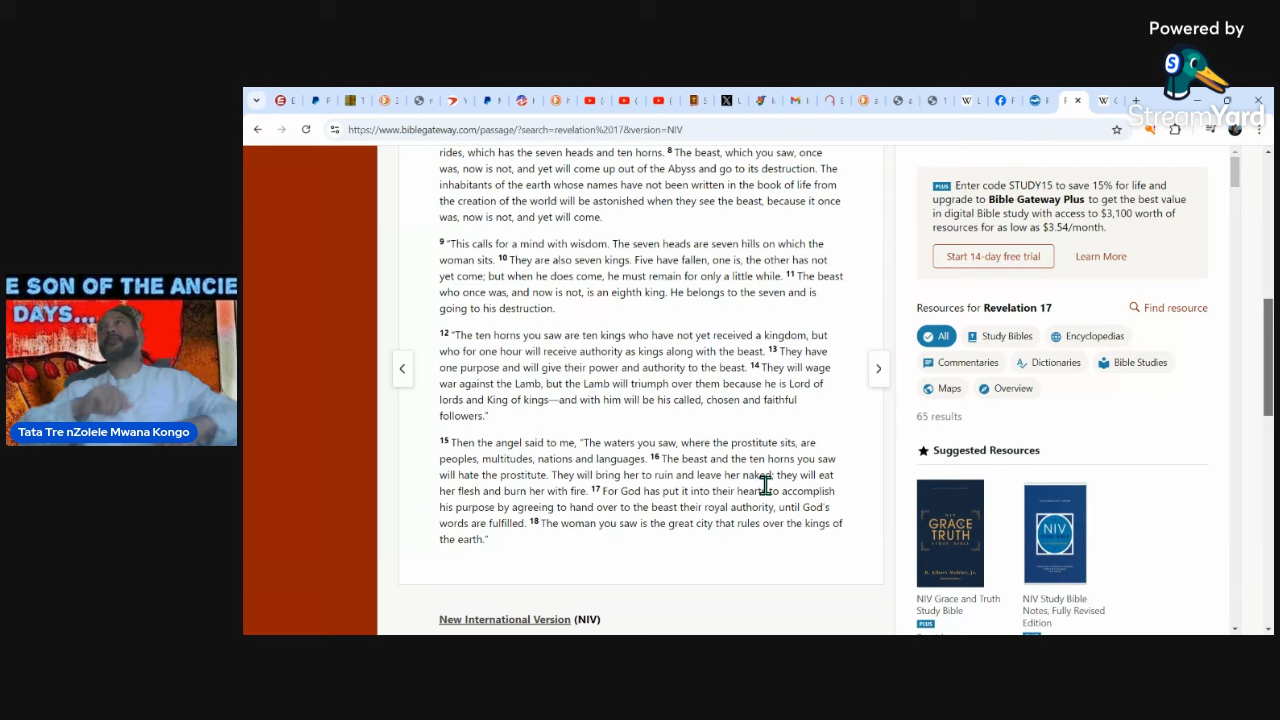 Powered by
StreamYard
S
https://www.biblegateway.com/passage/?search=revelation%2017&version=NIV
rides, which has the seven heads and ten horns. 8 The beast, which you saw, once
was, now is not, and yet will come up out of the Abyss and go to its destruction. The
inhabitants of the earth whose names have not been written in the book of life from
the creation of the world will be astonished when they see the beast, because it once
was, now is not, and yet will come.
9 “This calls for a mind with wisdom. The seven heads are seven hills on which the
woman sits. 10 They are also seven kings. Five have fallen, one is, the other has not
yet come; but when he does come, he must remain for only a little while. 11 The beast
who once was, and now is not, is an eighth king. He belongs to the seven and is
going to his destruction.
12 “The ten horns you saw are ten kings who have not yet received a kingdom, but
who for one hour will receive authority as kings along with the beast. 13 They have
one purpose and will give their power and authority to the beast. 14 They will wage
war against the Lamb, but the Lamb will triumph over them because he is Lord of
lords and King of kings—and with him will be his called, chosen and faithful
followers.”
15 Then the angel said to me, “The waters you saw, where the prostitute sits, are
peoples, multitudes, nations and languages. 16 The beast and the ten horns you saw
will hate the prostitute. They will bring her to ruin and leave her naked; they will eat
her flesh and burn her with fire. 17 For God has put it into their hearts to accomplish
his purpose by agreeing to hand over to the beast their royal authority, until God’s
words are fulfilled. 18 The woman you saw is the great city that rules over the kings of
the earth.”
New International Version (NIV)
PLUS Enter code STUDY15 to save 15% for life and
upgrade to Bible Gateway Plus to get the best value
in digital Bible study with access to $3,100 worth of
resources for as low as $3.54/month.
Start 14-day free trial
Learn More
Resources for Revelation 17
Find resource
All
Study Bibles
Encyclopedias
Commentaries
Dictionaries
Bible Studies
Maps
Overview
65 results
Suggested Resources
NIV
GRACE
TRUTH
STUDY BIBLE
NIV
NIV Grace and Truth
Study Bible
PLUS
NIV Study Bible
Notes, Fully Revised
Edition
E SON OF THE ANCIE
DAYS...
Tata Tre nZolele Mwana Kongo